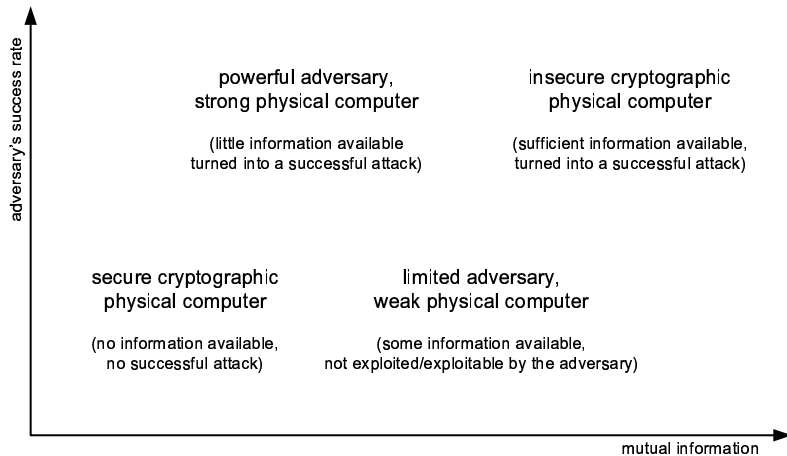 adversary's success rate
powerful adversary,
strong physical computer
(little information available
turned into a successful attack)
insecure cryptographic
physical computer
(sufficient information available,
turned into a successful attack)
secure cryptographic
physical computer
(no information available,
no successful attack)
limited adversary,
weak physical computer
(some information available,
not exploited/exploitable by the adversary)
mutual information